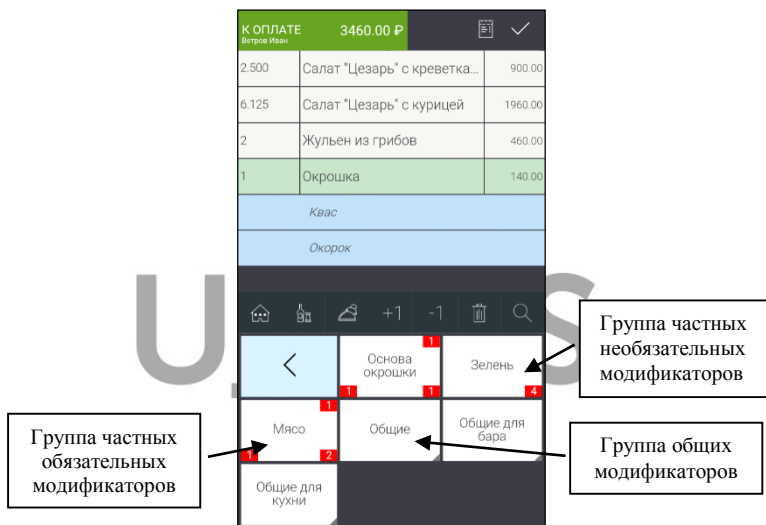 К ОПЛАТЕ 3460.00 ₽
Ветров Иван
2.500 Салат "Цезарь" с креветка... 900.00
6.125 Салат "Цезарь" с курицей 1960.00
2 Жульен из грибов 460.00
1 Окрошка 140.00
Квас
Окорок
+1 -1
1
Основа
окрошки
1 1
Зелень
4
1
Мясо
1 2
Общие
Общие для
бара
Общие для
кухни
Группа частных
необязательных
модификаторов
Группа частных
обязательных
модификаторов
Группа общих
модификаторов